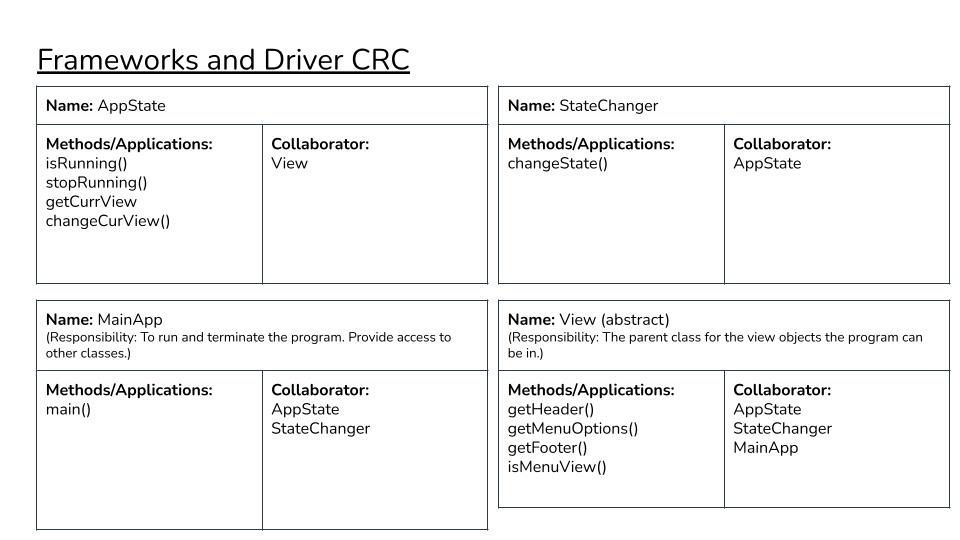 Frameworks and Driver CRC
Name: AppState
Methods/Applications:
isRunning()
stopRunning()
getCurrView
changeCurView()
Collaborator:
View
Name: StateChanger
Methods/Applications:
changeState()
Collaborator:
AppState
Name: MainApp
(Responsibility: To run and terminate the program. Provide access to
other classes.)
Methods/Applications:
main()
Collaborator:
AppState
StateChanger
Name: View (abstract)
(Responsibility: The parent class for the view objects the program can
be in.)
Methods/Applications:
getHeader()
getMenuOptions()
getFooter()
isMenuView()
Collaborator:
AppState
StateChanger
MainApp